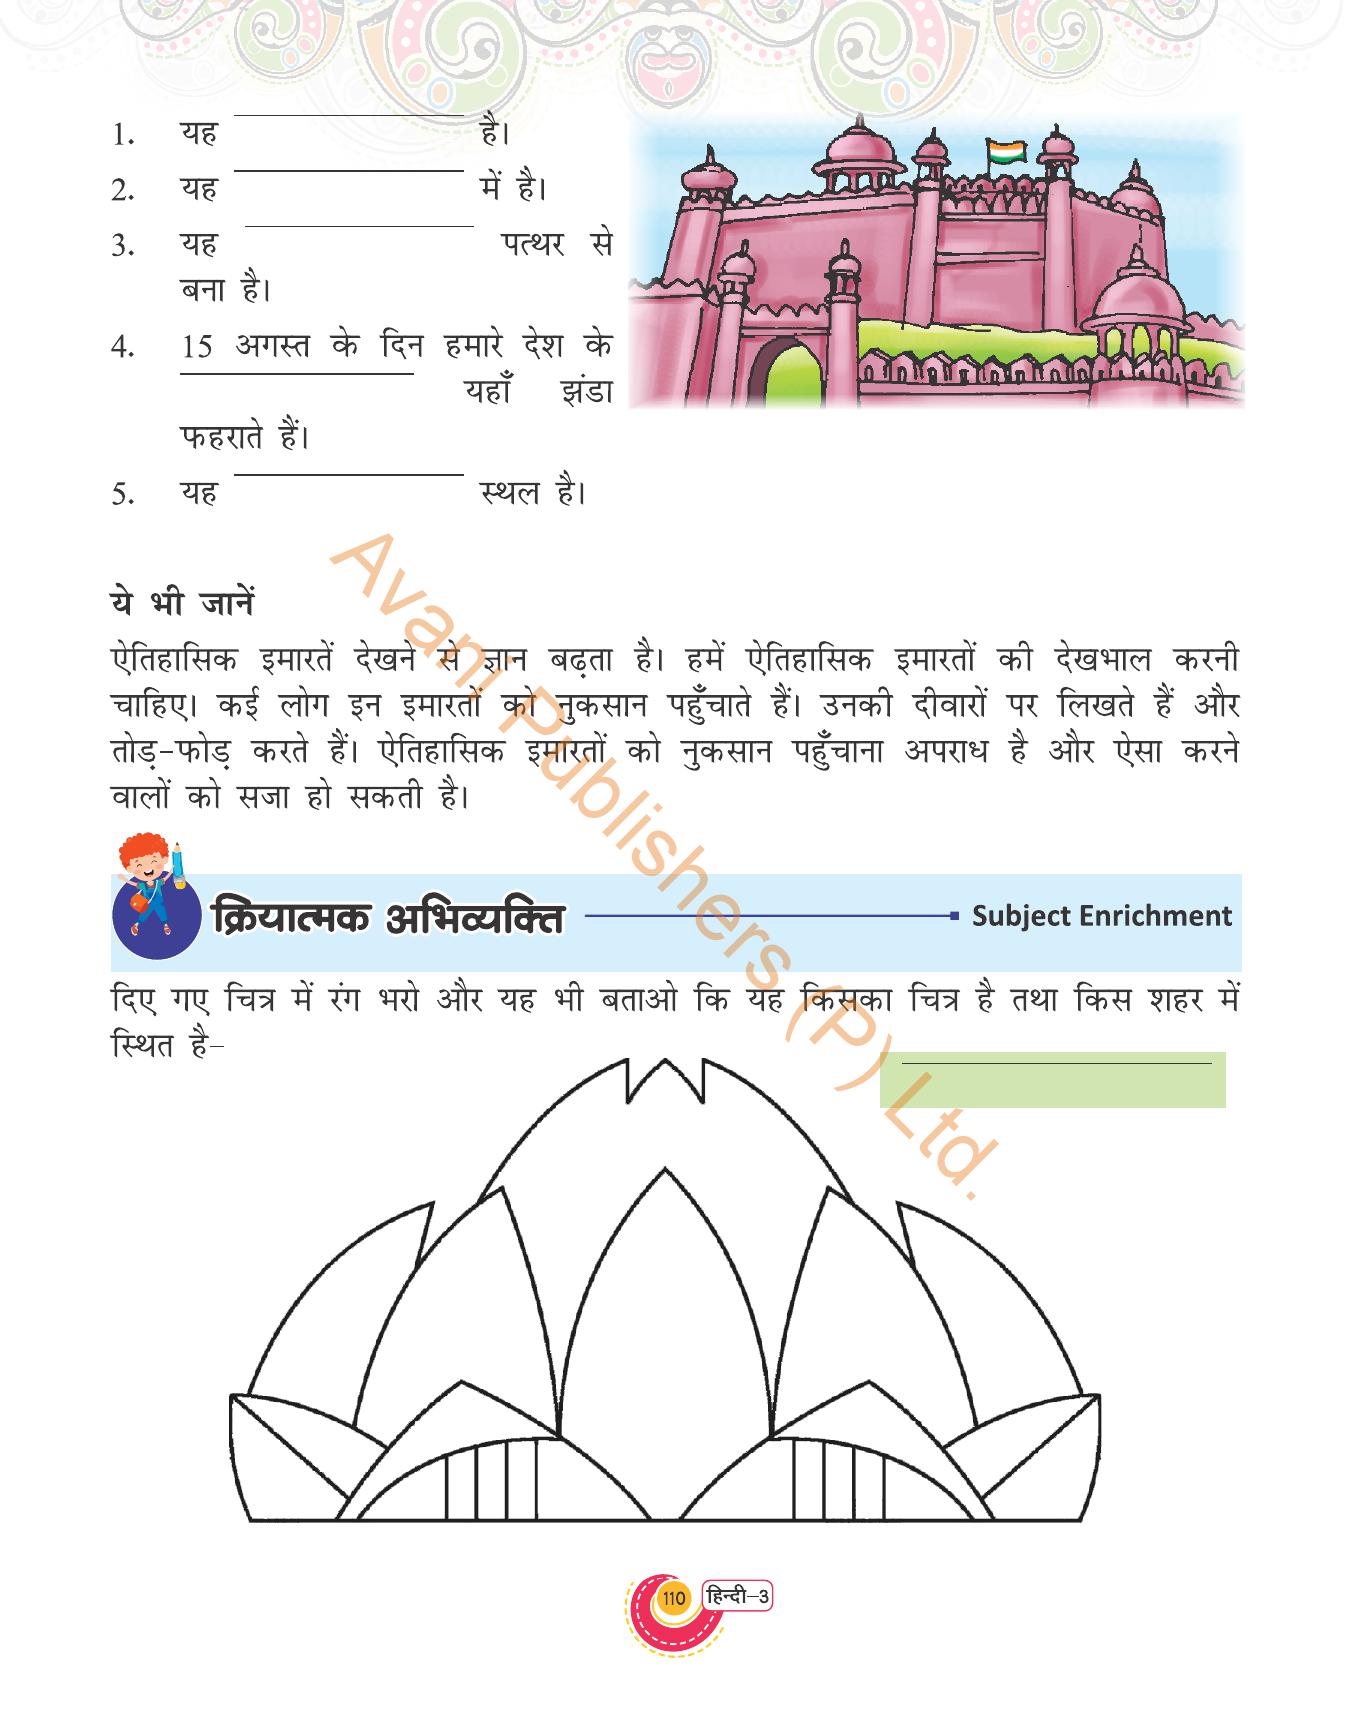 1. यह ____________ है।
2. यह ____________ में है।
3. यह ____________ पत्थर से
बना है।
4. 15 अगस्त के दिन हमारे देश के
____________ यहाँ झंडा
फहराते हैं।
5. यह ____________ स्थल है।
ये भी जानें
ऐतिहासिक इमारतें देखने से ज्ञान बढ़ता है। हमें ऐतिहासिक इमारतों की देखभाल करनी
चाहिए। कई लोग इन इमारतों को नुकसान पहुँचाते हैं। उनकी दीवारों पर लिखते हैं और
तोड़-फोड़ करते हैं। ऐतिहासिक इमारतों को नुकसान पहुँचाना अपराध है और ऐसा करने
वालों को सजा हो सकती है।
क्रियात्मक अभिव्यक्ति Subject Enrichment
दिए गए चित्र में रंग भरो और यह भी बताओ कि यह किसका चित्र है तथा किस शहर में
स्थित है–
____________
110 हिन्दी–3
Avani Publishers (P) Ltd.